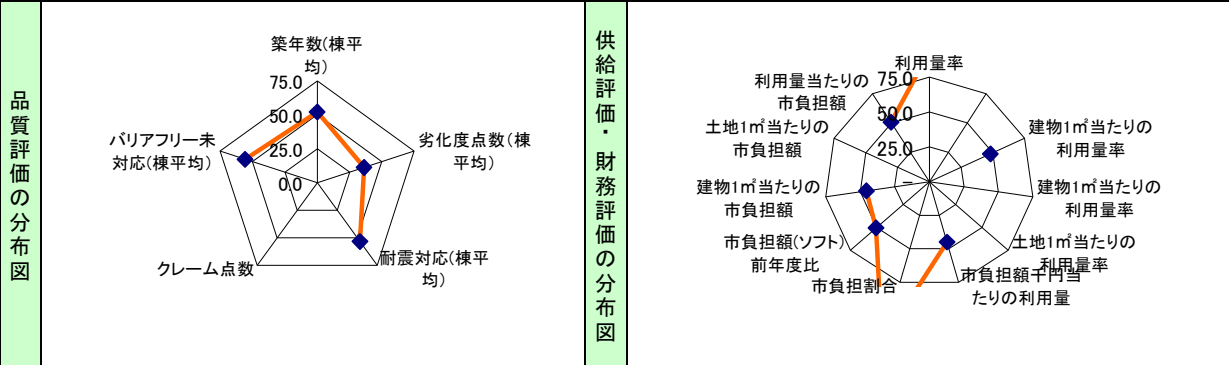 品質評価の分布図
築年数(棟平
均)
75.0
50.0
25.0
0.0
劣化度点数(棟
平均)
耐震対応(棟平
均)
クレーム点数
バリアフリー未
対応(棟平均)
供給評価・財務評価の分布図
利用量率
75.0
50.0
25.0
–
建物1㎡当たりの
利用量率
建物1㎡当たりの
利用量率
土地1㎡当たりの
利用量率
市負担額千円当
たりの利用量
市負担割合
市負担額(ソフト)
前年度比
建物1㎡当たりの
市負担額
土地1㎡当たりの
市負担額
利用量当たりの
市負担額